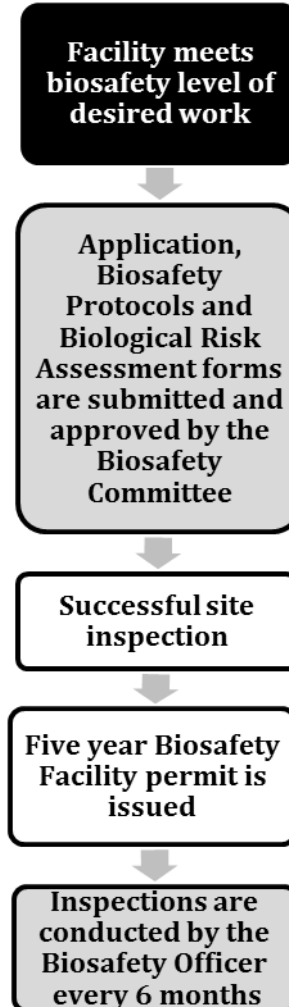 Facility meets
biosafety level of
desired work
Application,
Biosafety
Protocols and
Biological Risk
Assessment forms
are submitted and
approved by the
Biosafety
Committee
Successful site
inspection
Five year Biosafety
Facility permit is
issued
Inspections are
conducted by the
Biosafety Officer
every 6 months